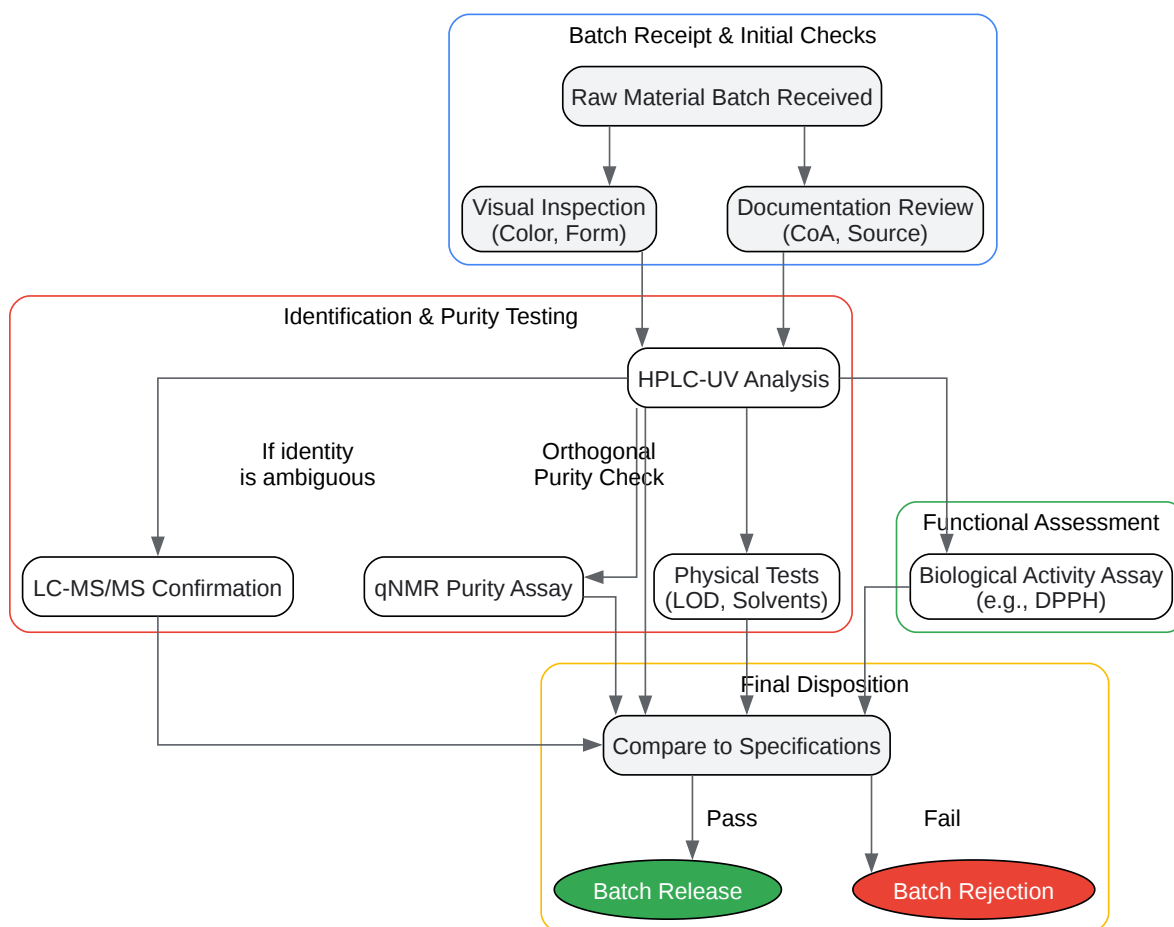 Batch Receipt & Initial Checks
Raw Material Batch Received
Visual Inspection
(Color, Form)
Documentation Review
(CoA, Source)
Identification & Purity Testing
HPLC-UV Analysis
If identity
is ambiguous
Orthogonal
Purity Check
Functional Assessment
LC-MS/MS Confirmation
qNMR Purity Assay
Physical Tests
(LOD, Solvents)
Biological Activity Assay
(e.g., DPPH)
Final Disposition
Compare to Specifications
Pass
Fail
Batch Release
Batch Rejection